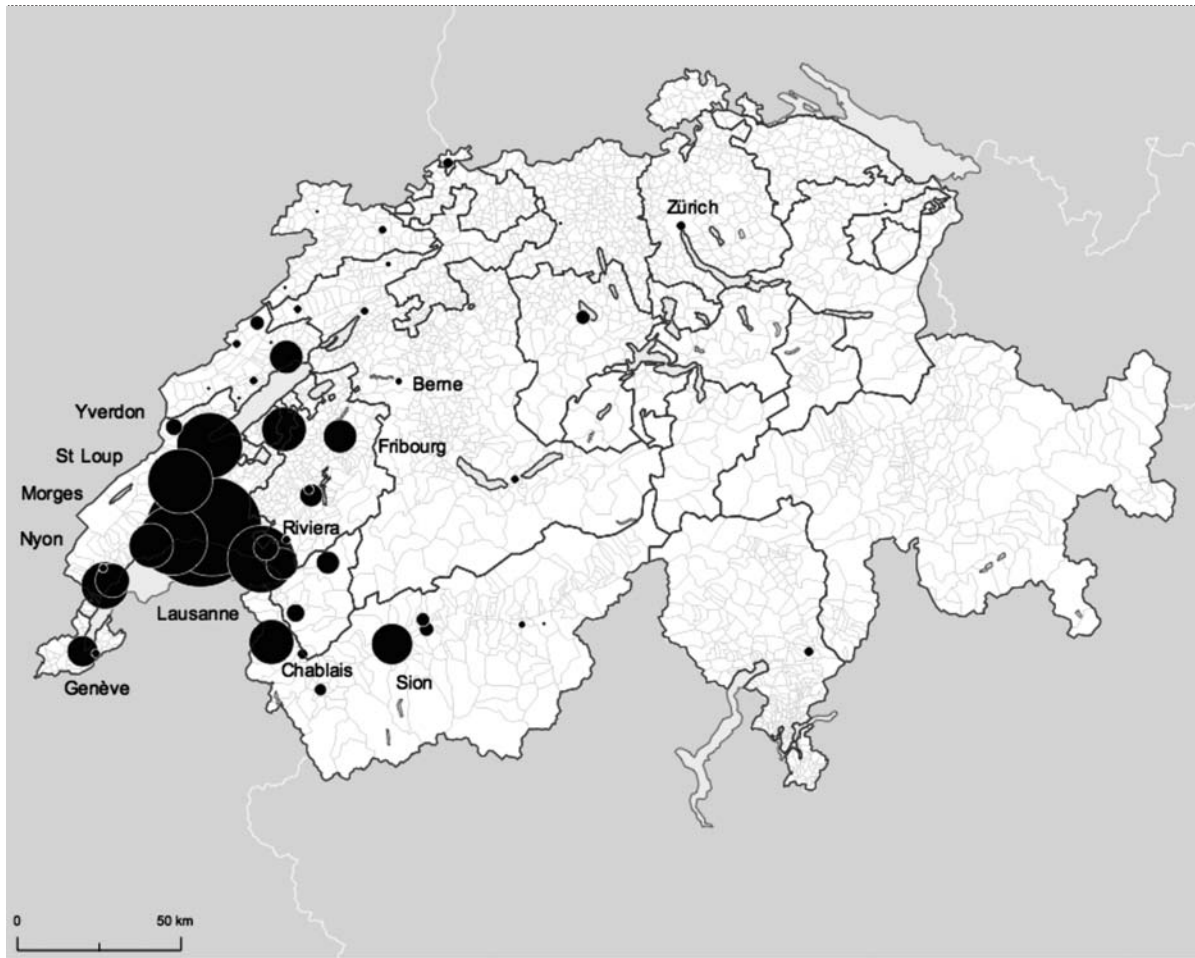 Zürich
Berne
Yverdon
Fribourg
St Loup
Morges
Riviera
Nyon
Lausanne
Chablais
Sion
Genève
0 50 km